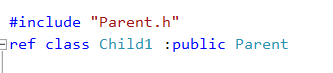 #include "Parent.h"
ref class Child1 :public Parent